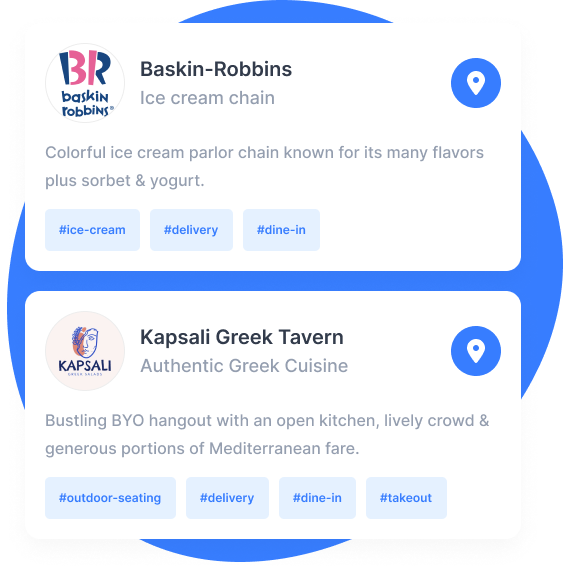 BR
baskin
robbins®
Baskin-Robbins
Ice cream chain
Colorful ice cream parlor chain known for its many flavors
plus sorbet & yogurt.
#ice-cream #delivery #dine-in
KAPSALI
GREEK SALADS
Kapsali Greek Tavern
Authentic Greek Cuisine
Bustling BYO hangout with an open kitchen, lively crowd &
generous portions of Mediterranean fare.
#outdoor-seating #delivery #dine-in #takeout